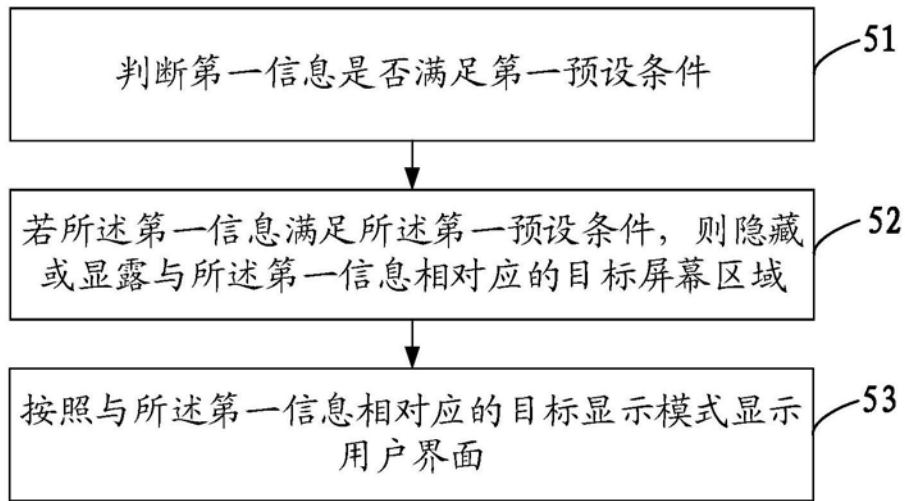 判断第一信息是否满足第一预设条件
51
若所述第一信息满足所述第一预设条件，则隐藏
或显露与所述第一信息相对应的目标屏幕区域
52
按照与所述第一信息相对应的目标显示模式显示
用户界面
53